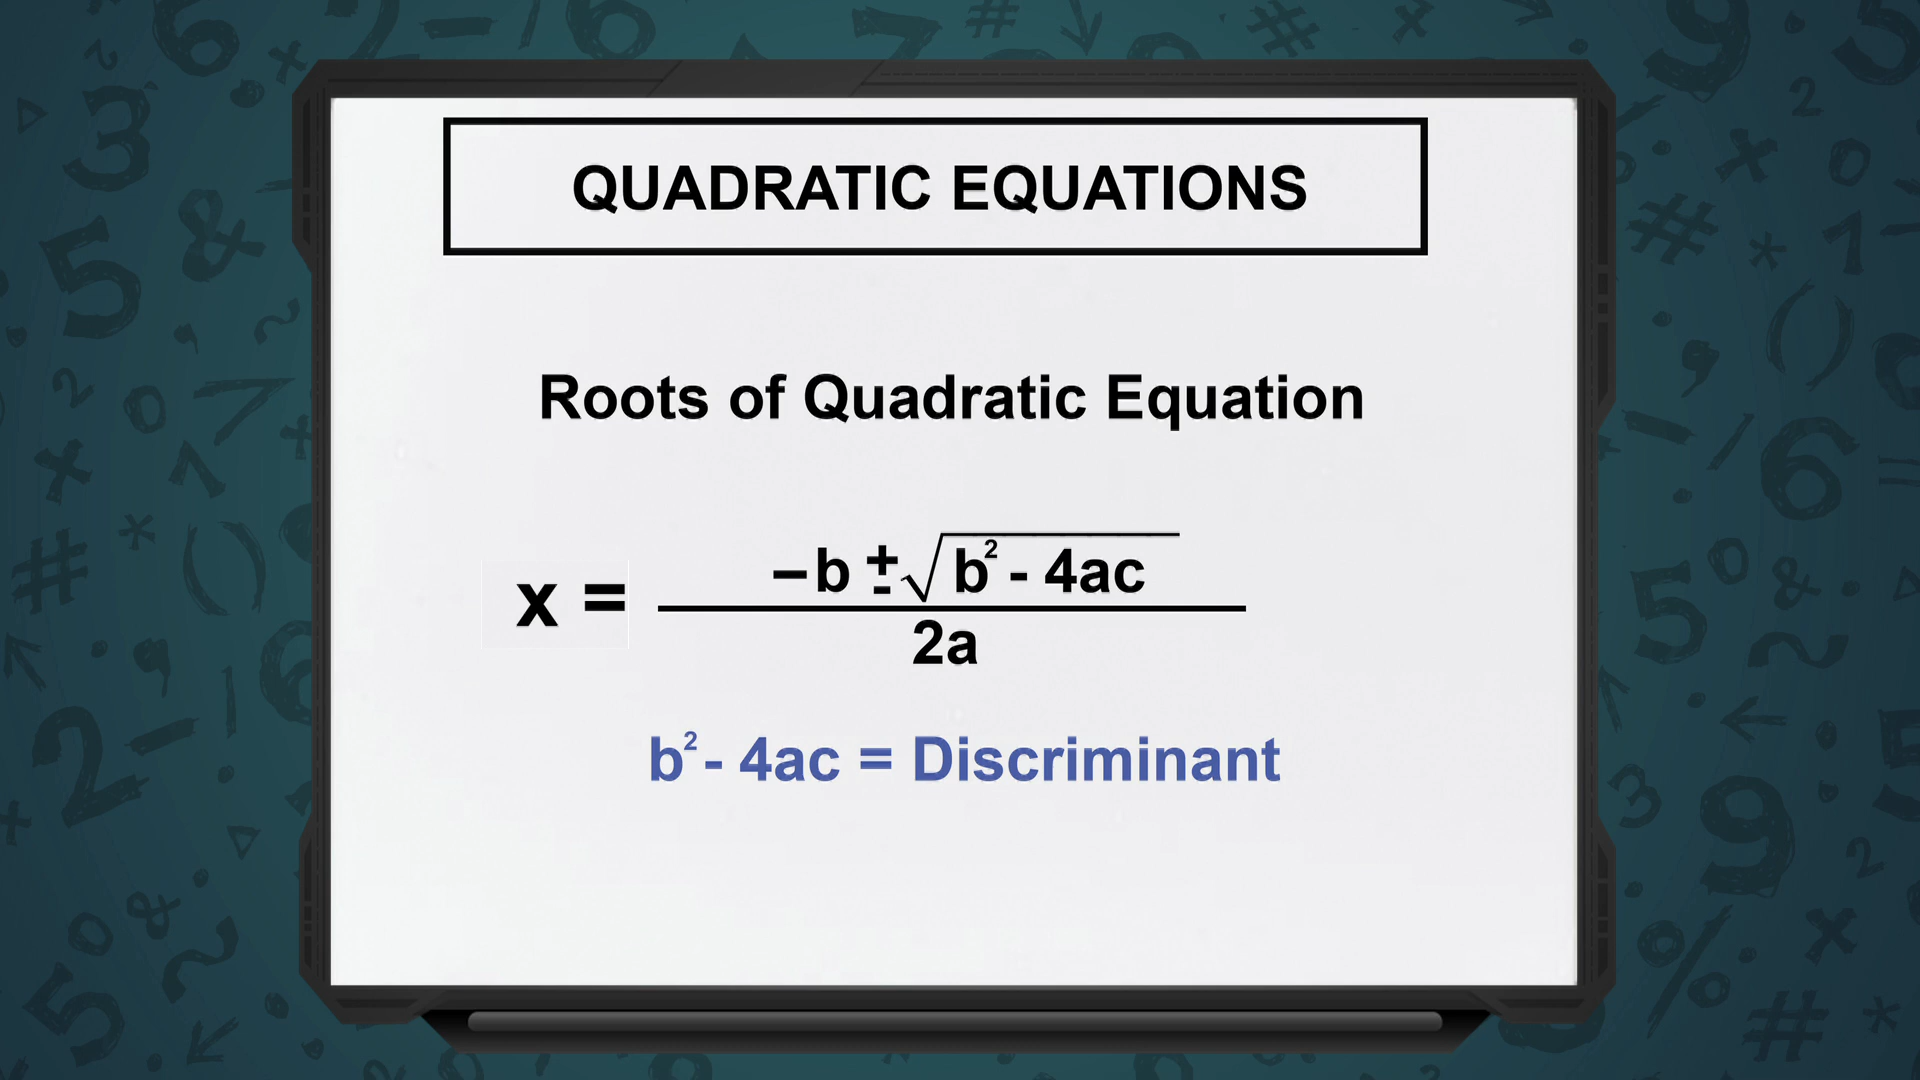 QUADRATIC EQUATIONS
Roots of Quadratic Equation
x = –b ± √b² - 4ac / 2a
b² - 4ac = Discriminant